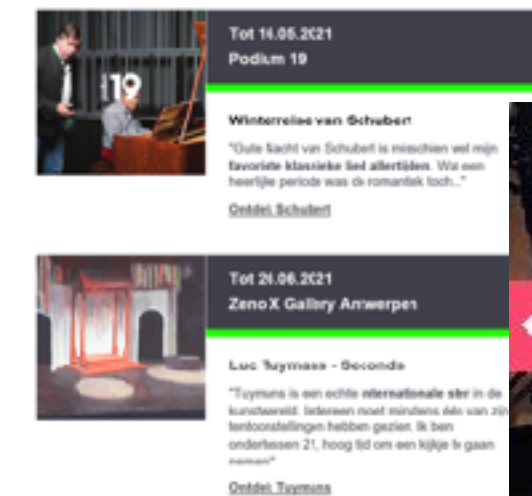 19
Tot 14.05.2021
Podium 19
Winterreise van Schubert
"Gute Nacht van Schubert is misschien wel mijn
favoriete klassieke lied allertijden. Wat een
heerlijke periode was de romantiek toch..."
Ontdek Schubert
Tot 26.06.2021
Zeno X Gallery Antwerpen
Luc Tuymans - Seconds
"Tuymans is een echte internationale ster in de
kunstwereld. Iedereen moet mindens één van zijn
tentoonstellingen hebben gezien. Ik ben
ondertussen 21, hoog tid om een kijkje te gaan
nemen"
Ontdek Tuymans